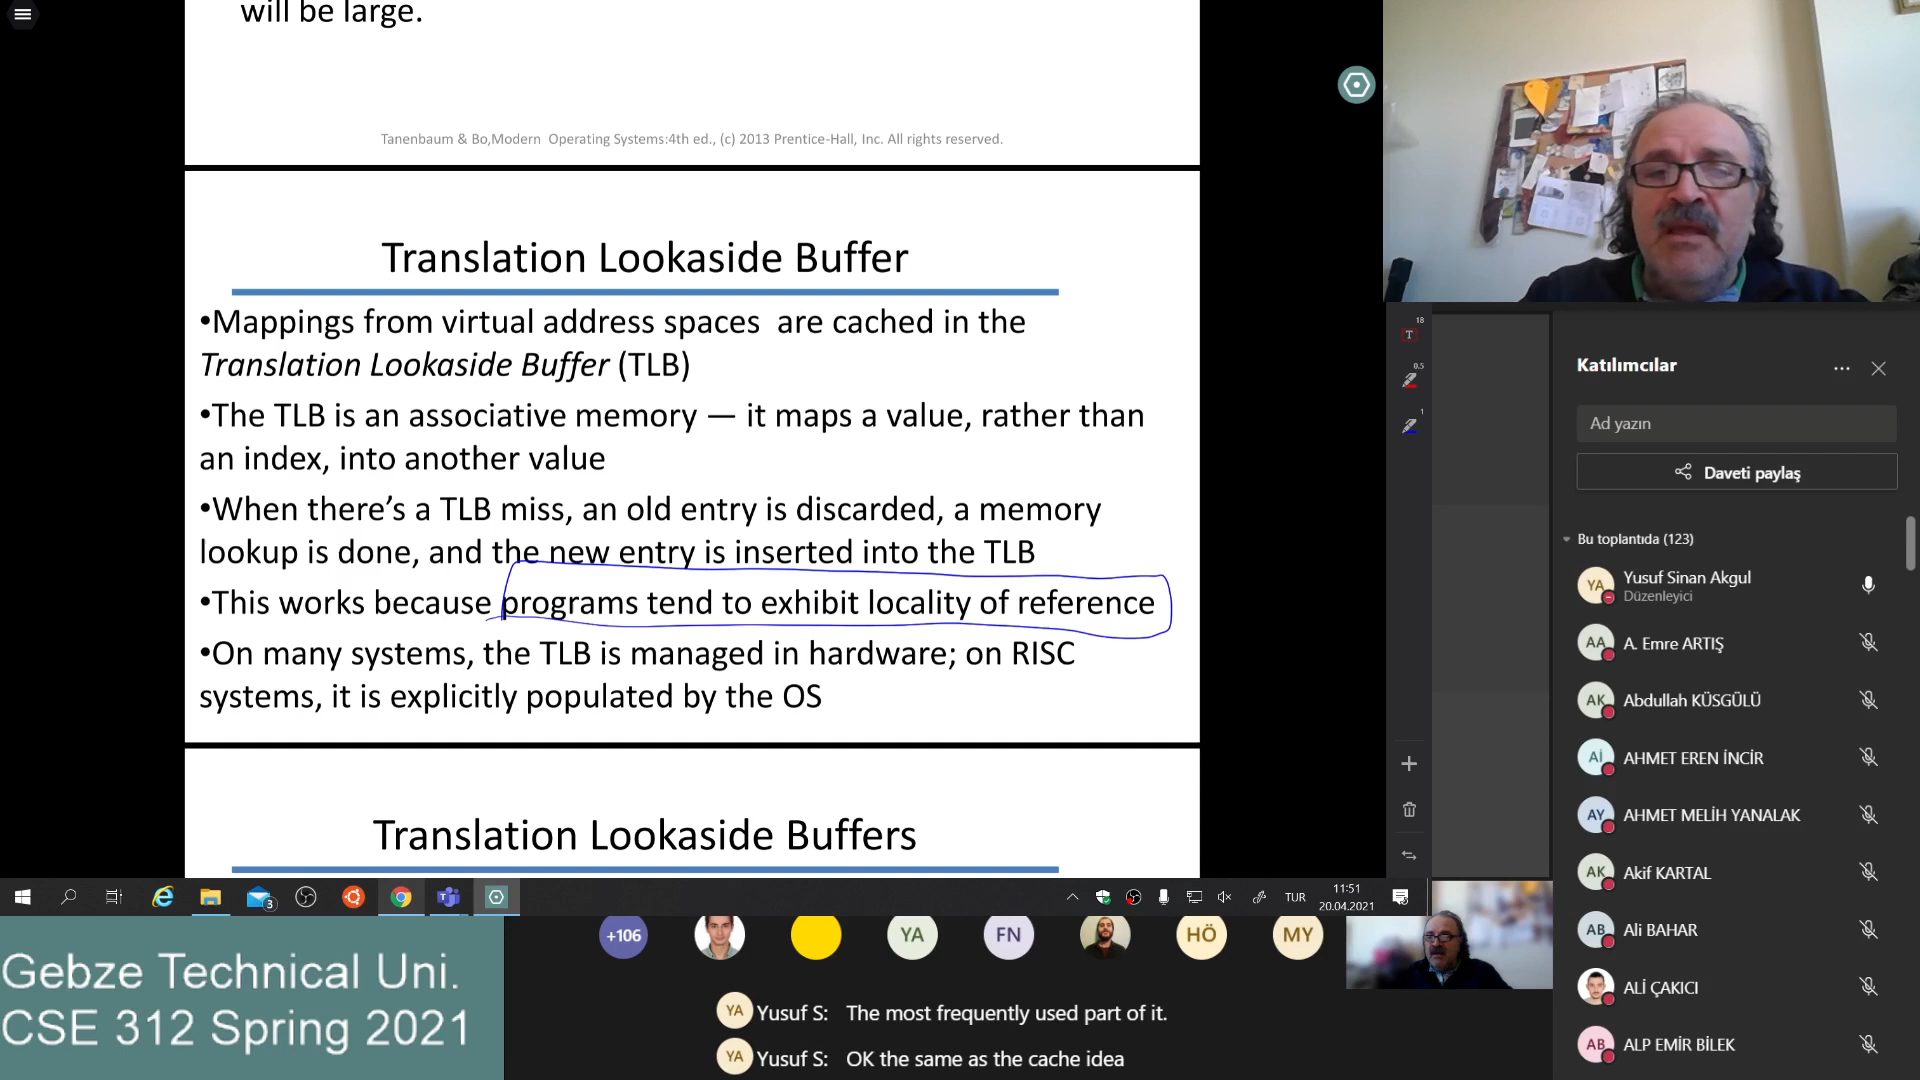 will be large.
Tanenbaum & Bo,Modern Operating Systems:4th ed., (c) 2013 Prentice-Hall, Inc. All rights reserved.
Translation Lookaside Buffer
•Mappings from virtual address spaces are cached in the
Translation Lookaside Buffer (TLB)
•The TLB is an associative memory — it maps a value, rather than
an index, into another value
•When there's a TLB miss, an old entry is discarded, a memory
lookup is done, and the new entry is inserted into the TLB
•This works because programs tend to exhibit locality of reference
•On many systems, the TLB is managed in hardware; on RISC
systems, it is explicitly populated by the OS
Translation Lookaside Buffers
18
T
0.5
1
Katılımcılar
Ad yazın
Daveti paylaş
Bu toplantıda (123)
YA Yusuf Sinan Akgul
Düzenleyici
AA A. Emre ARTIŞ
AK Abdullah KÜSGÜLÜ
Aİ AHMET EREN İNCİR
AY AHMET MELİH YANALAK
AK Akif KARTAL
AB Ali BAHAR
ALİ ÇAKICI
AB ALP EMİR BİLEK
3
TUR
11:51
20.04.2021
+106
YA
FN
HÖ
MY
Gebze Technical Uni.
CSE 312 Spring 2021
YA Yusuf S: The most frequently used part of it.
YA Yusuf S: OK the same as the cache idea